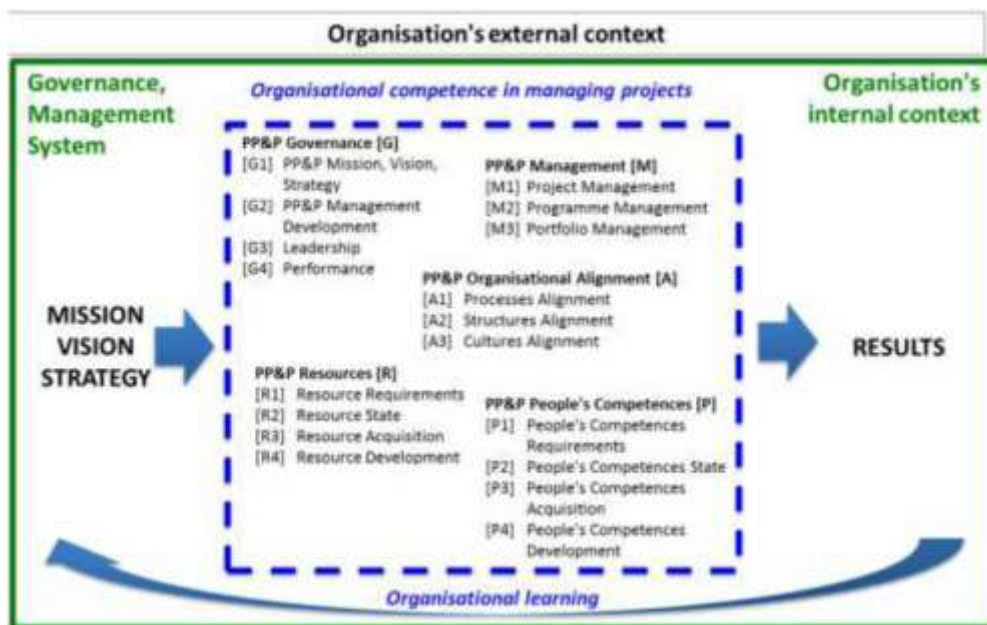 Organisation's external context
Governance,
Management
System
Organisational competence in managing projects
Organisation's
internal context
PP&P Governance [G]
[G1] PP&P Mission, Vision,
Strategy
[G2] PP&P Management
Development
[G3] Leadership
[G4] Performance
PP&P Management [M]
[M1] Project Management
[M2] Programme Management
[M3] Portfolio Management
PP&P Organisational Alignment [A]
[A1] Processes Alignment
[A2] Structures Alignment
[A3] Cultures Alignment
MISSION
VISION
STRATEGY
RESULTS
PP&P Resources [R]
[R1] Resource Requirements
[R2] Resource State
[R3] Resource Acquisition
[R4] Resource Development
PP&P People's Competences [P]
[P1] People's Competences
Requirements
[P2] People's Competences State
[P3] People's Competences
Acquisition
[P4] People's Competences
Development
Organisational learning